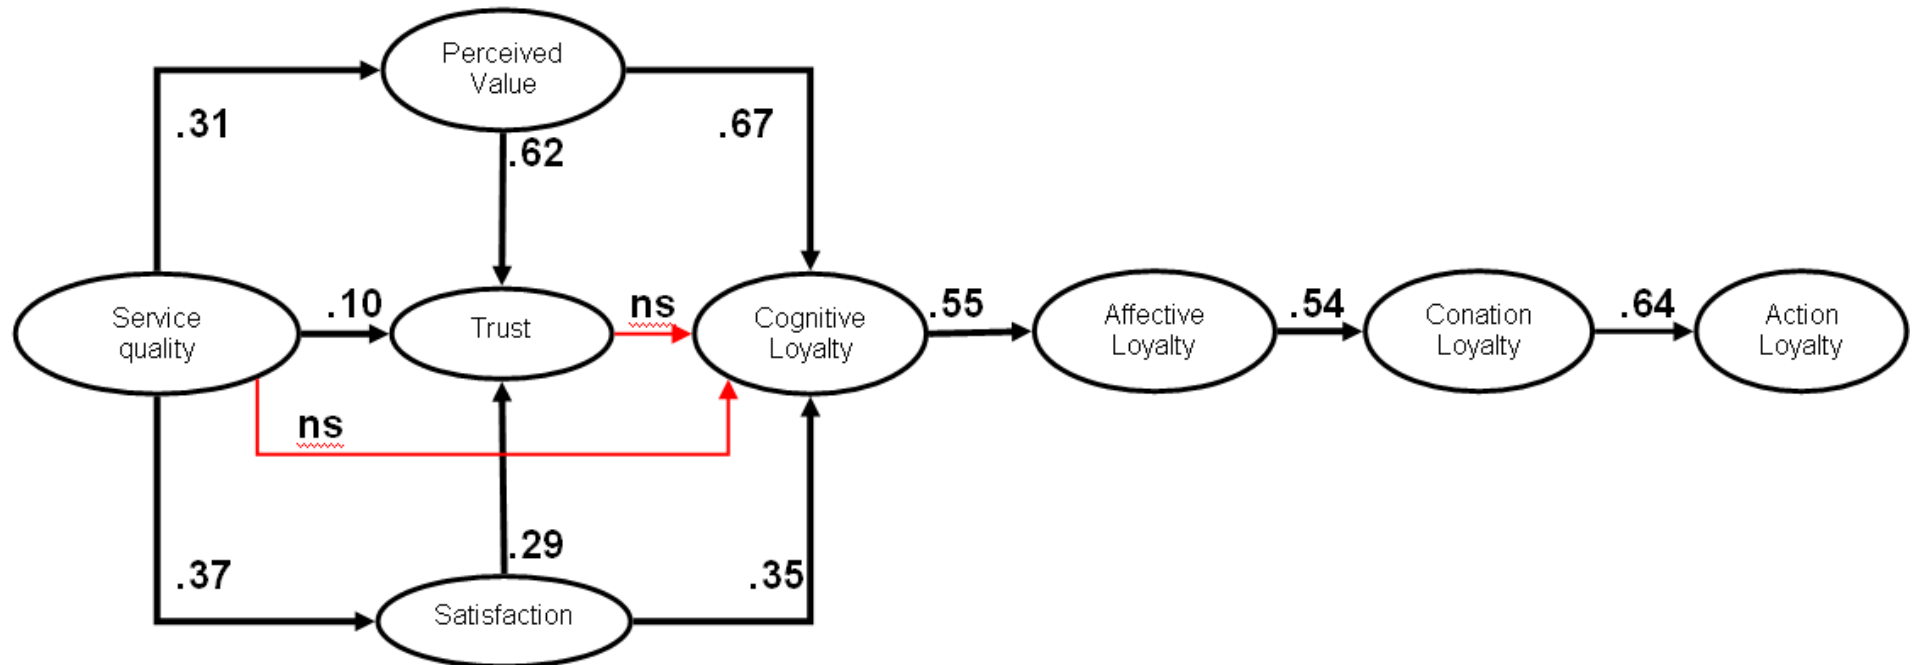 Perceived
Value
.31
.67
.62
Service
quality
.10
Trust
ns
Cognitive
Loyalty
.55
Affective
Loyalty
.54
Conation
Loyalty
.64
Action
Loyalty
ns
.37
.29
.35
Satisfaction